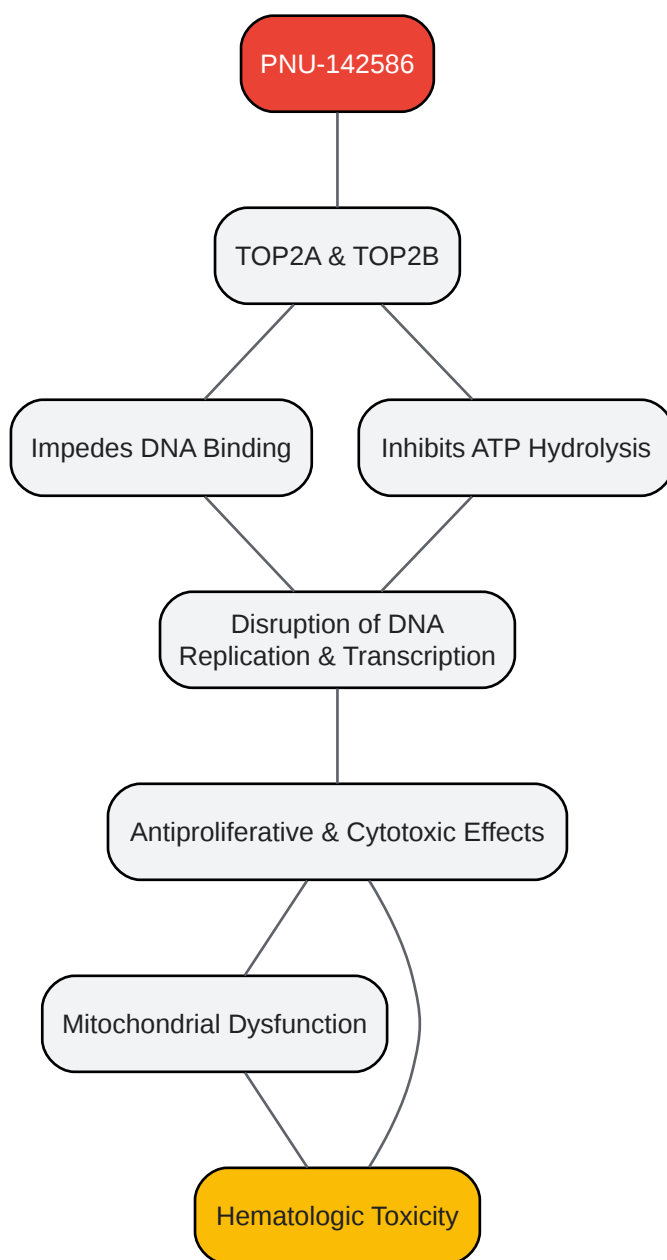 PNU-142586
TOP2A & TOP2B
Impedes DNA Binding
Inhibits ATP Hydrolysis
Disruption of DNA
Replication & Transcription
Antiproliferative & Cytotoxic Effects
Mitochondrial Dysfunction
Hematologic Toxicity